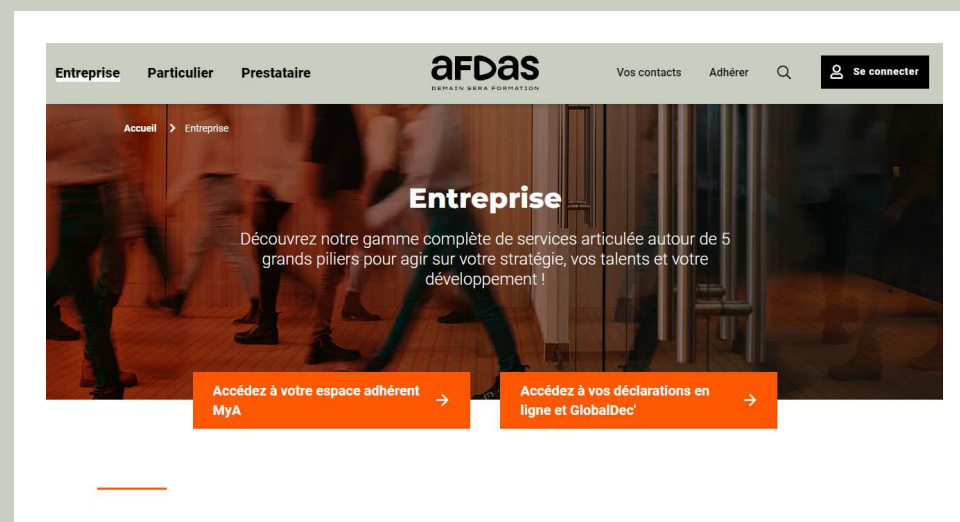 Entreprise Particulier Prestataire
aFDas
DEMAIN SERA FORMATION
Vos contacts Adhérer
Se connecter
Accueil > Entreprise
Entreprise
Découvrez notre gamme complète de services articulée autour de 5
grands piliers pour agir sur votre stratégie, vos talents et votre
développement !
Accédez à votre espace adhérent
MyA
Accédez à vos déclarations en
ligne et GlobalDec'